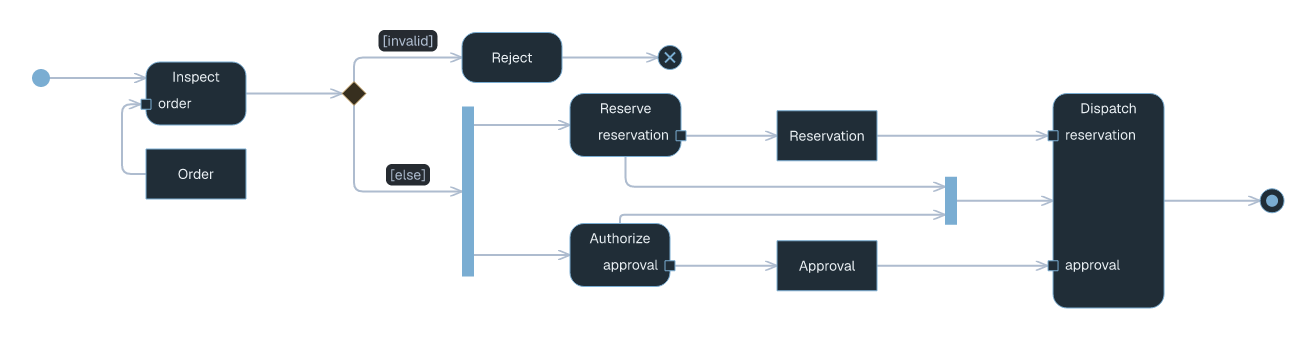 [invalid]
Reject
Inspect
order
Order
[else]
Reserve
reservation
Reservation
Authorize
approval
Approval
Dispatch
reservation
approval